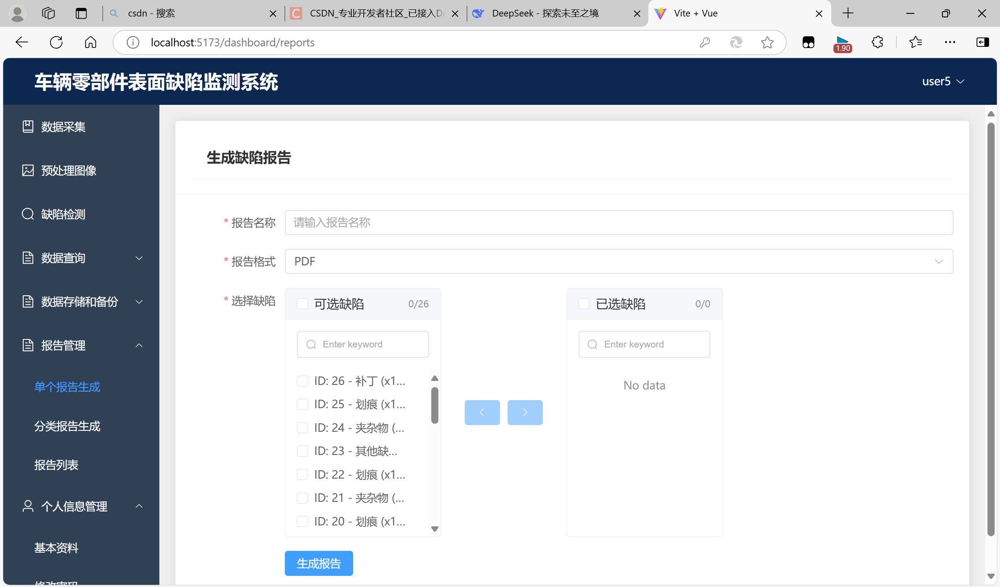 csdn - 搜索
CSDN_专业开发者社区_已接入D
DeepSeek - 探索未至之境
Vite + Vue
localhost:5173/dashboard/reports
1.90
车辆零部件表面缺陷监测系统
user5
数据采集
预处理图像
缺陷检测
数据查询
数据存储和备份
报告管理
单个报告生成
分类报告生成
报告列表
个人信息管理
基本资料
修改密码
生成缺陷报告
* 报告名称 请输入报告名称
* 报告格式 PDF
* 选择缺陷
可选缺陷 0/26
Enter keyword
ID: 26 - 补丁 (x1...
ID: 25 - 划痕 (x1...
ID: 24 - 夹杂物 (...
ID: 23 - 其他缺...
ID: 22 - 划痕 (x1...
ID: 21 - 夹杂物 (...
ID: 20 - 划痕 (x1...
已选缺陷 0/0
Enter keyword
No data
生成报告